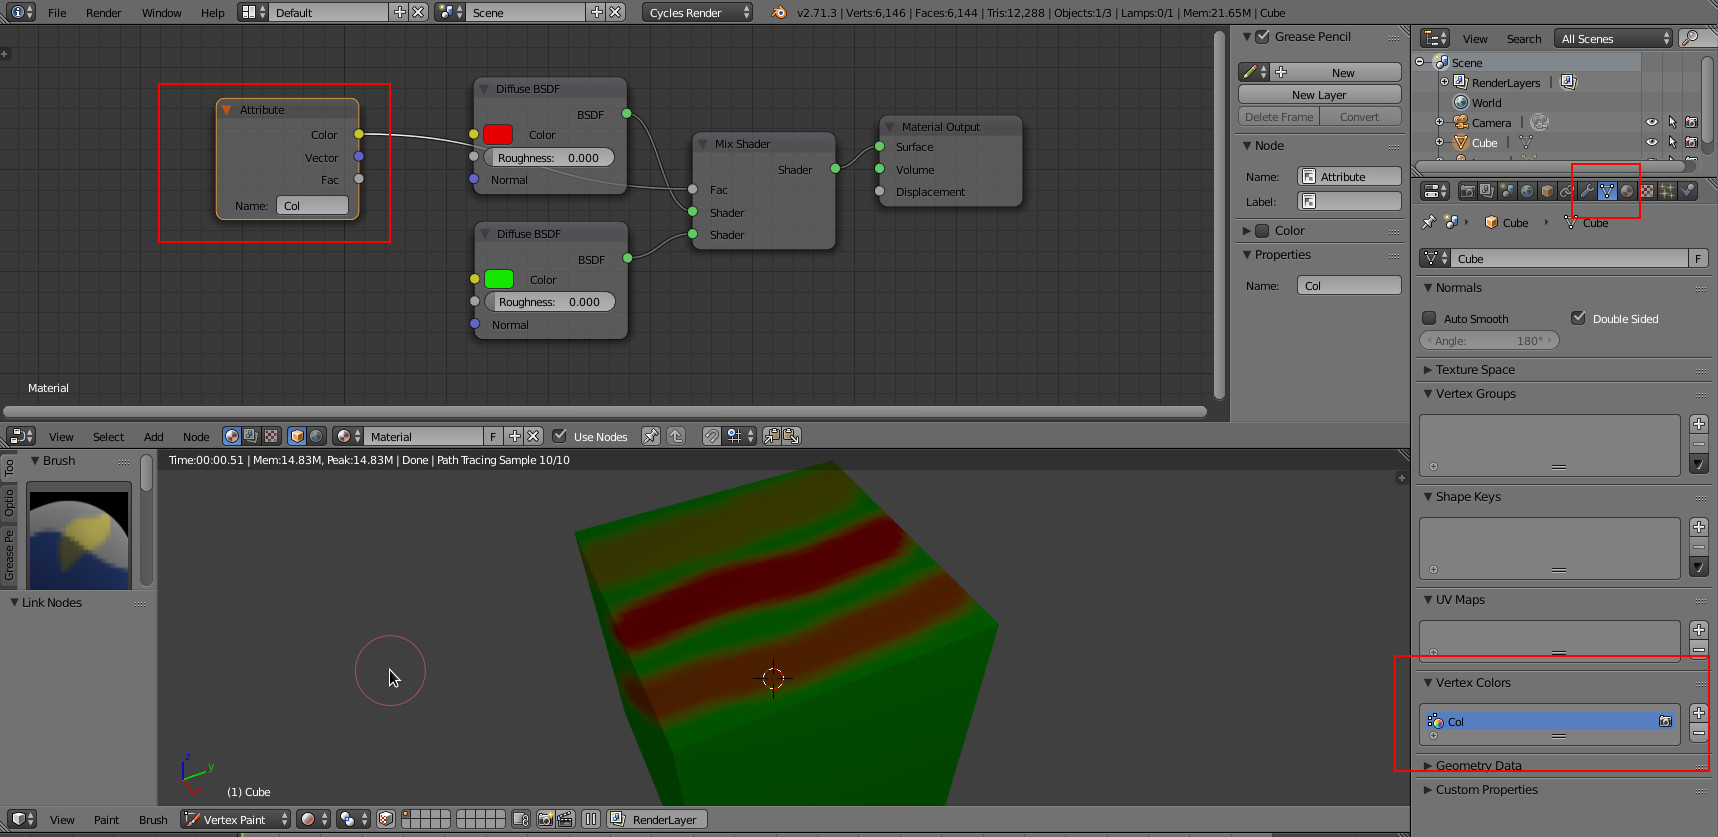 File Render Window Help Default Scene Cycles Render v2.71.3 | Verts:6,146 | Faces:6,144 | Tris:12,288 | Objects:1/3 | Lamps:0/1 | Mem:21.65M | Cube
Attribute
Color
Vector
Fac
Name: Col
Diffuse BSDF
BSDF
Color
Roughness: 0.000
Normal
Diffuse BSDF
BSDF
Color
Roughness: 0.000
Normal
Mix Shader
Shader
Fac
Shader
Shader
Material Output
Surface
Volume
Displacement
Material
Grease Pencil
New
New Layer
Delete Frame Convert
Node
Name: Attribute
Label:
Color
Properties
Name: Col
View Search All Scenes
Scene
RenderLayers |
World
Camera |
Cube |
Cube Cube
Cube F
Normals
Auto Smooth Double Sided
Angle: 180°
Texture Space
Vertex Groups
Shape Keys
UV Maps
Vertex Colors
Col
Geometry Data
Custom Properties
View Select Add Node Material F Use Nodes
Too
Optio
Grease Pe
Brush
Link Nodes
Time:00:00.51 | Mem:14.83M, Peak:14.83M | Done | Path Tracing Sample 10/10
z
y
(1) Cube
View Paint Brush Vertex Paint RenderLayer